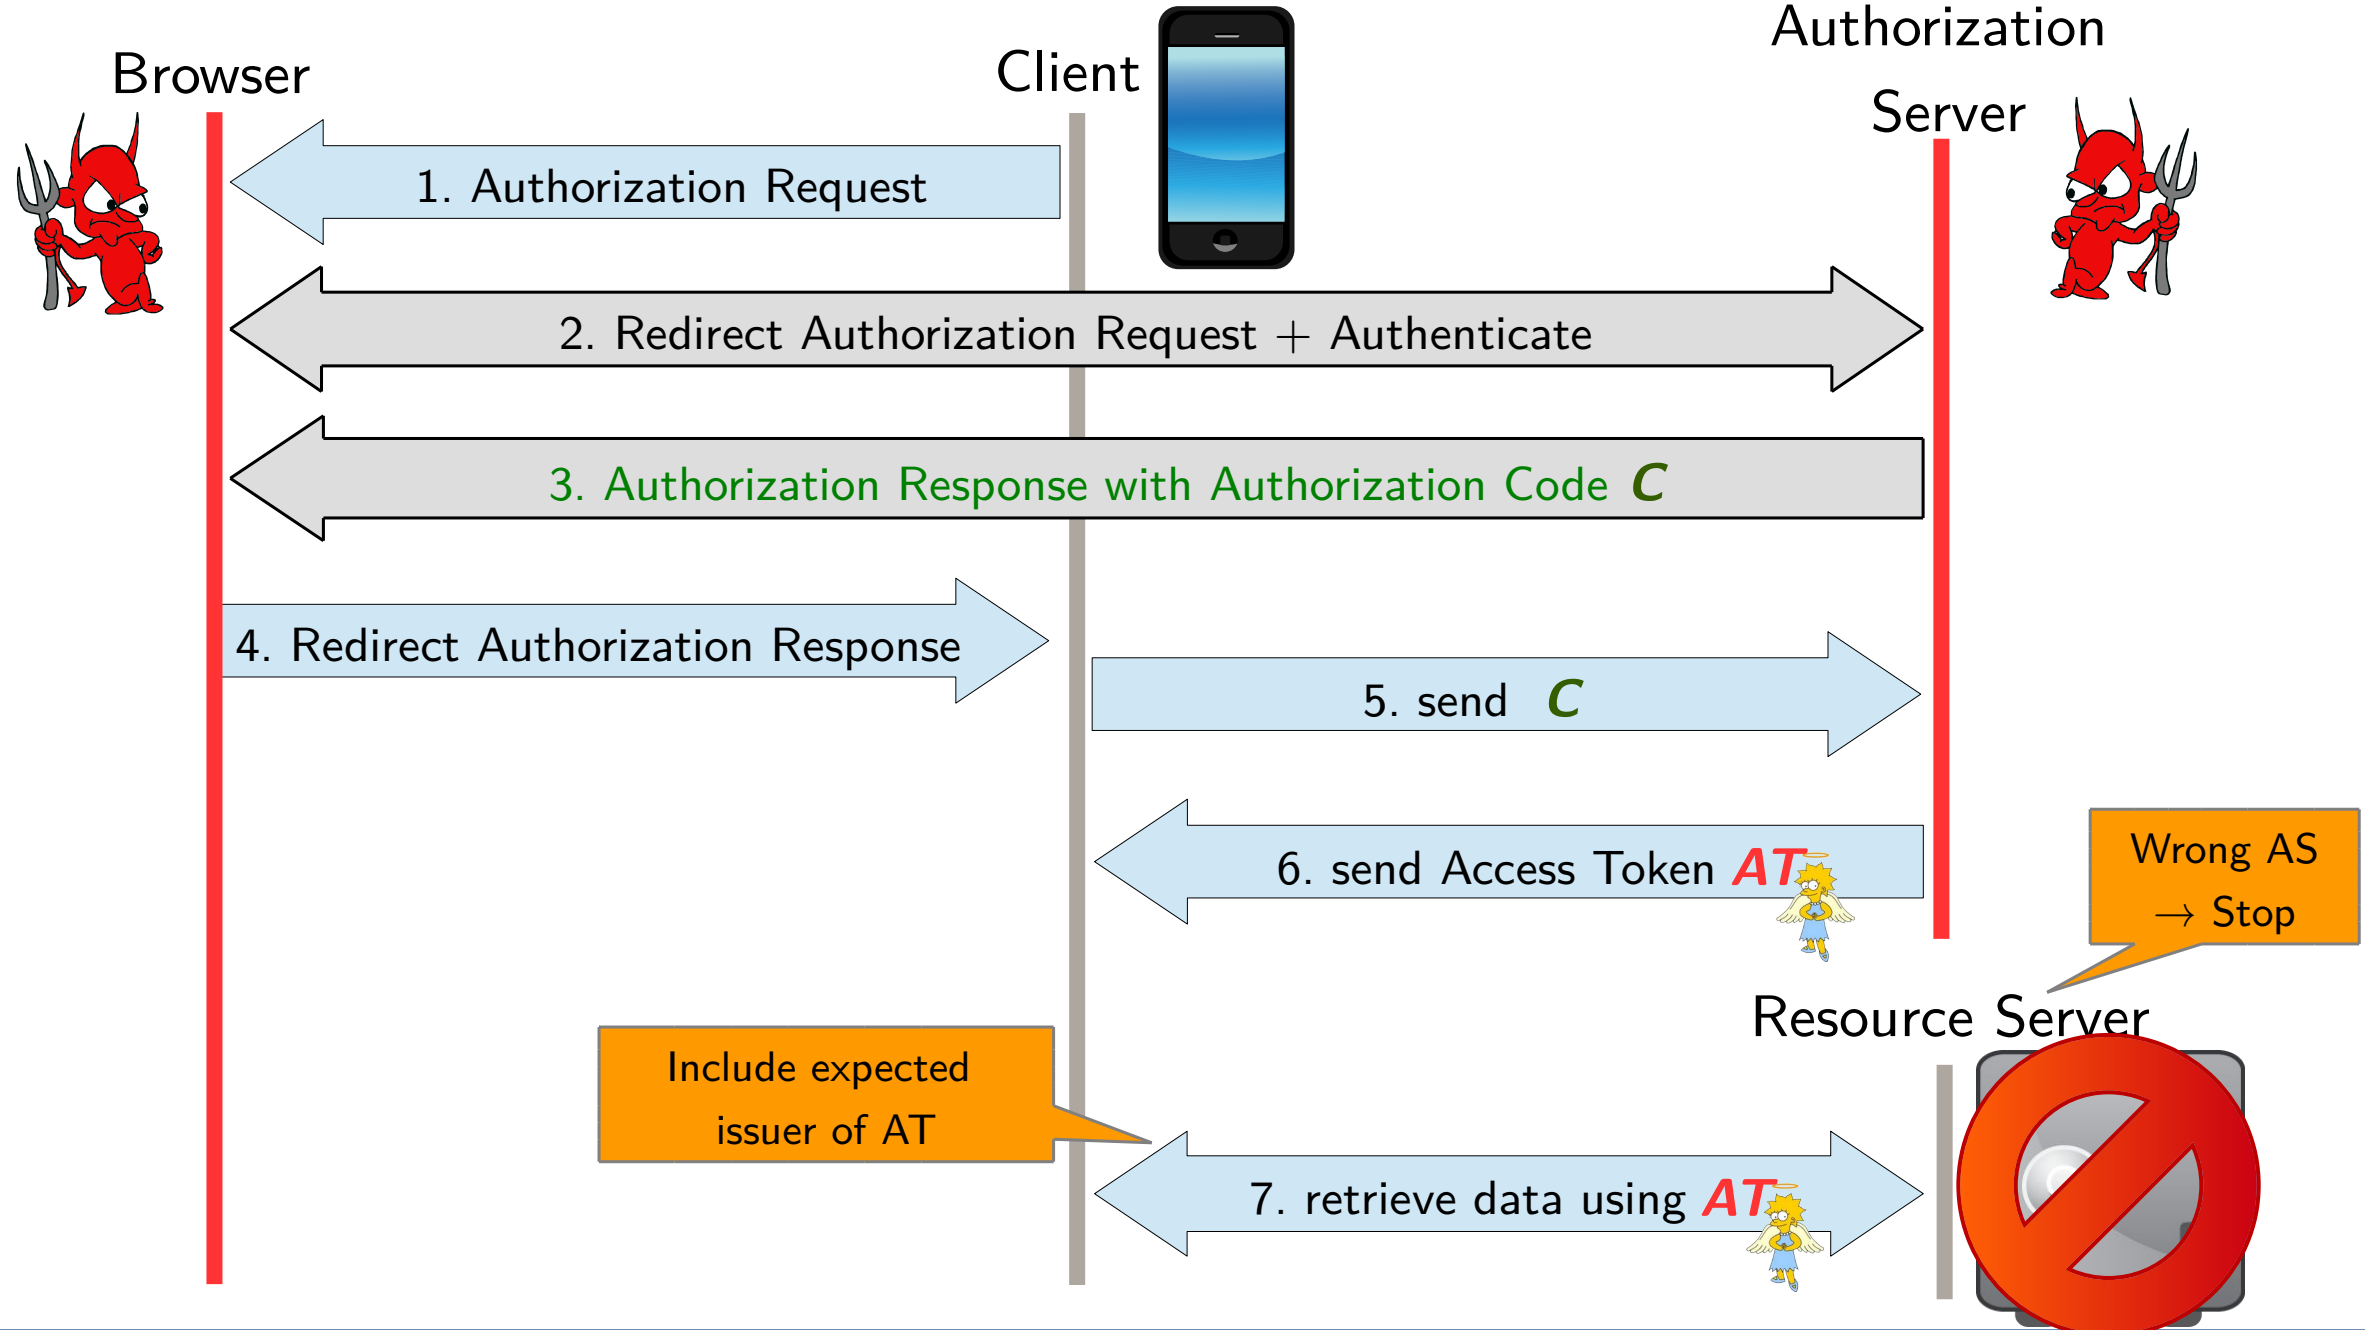 Browser
Client
Authorization
Server
1. Authorization Request
2. Redirect Authorization Request + Authenticate
3. Authorization Response with Authorization Code C
4. Redirect Authorization Response
5. send C
6. send Access Token AT
Wrong AS
→ Stop
Resource Server
Include expected
issuer of AT
7. retrieve data using AT